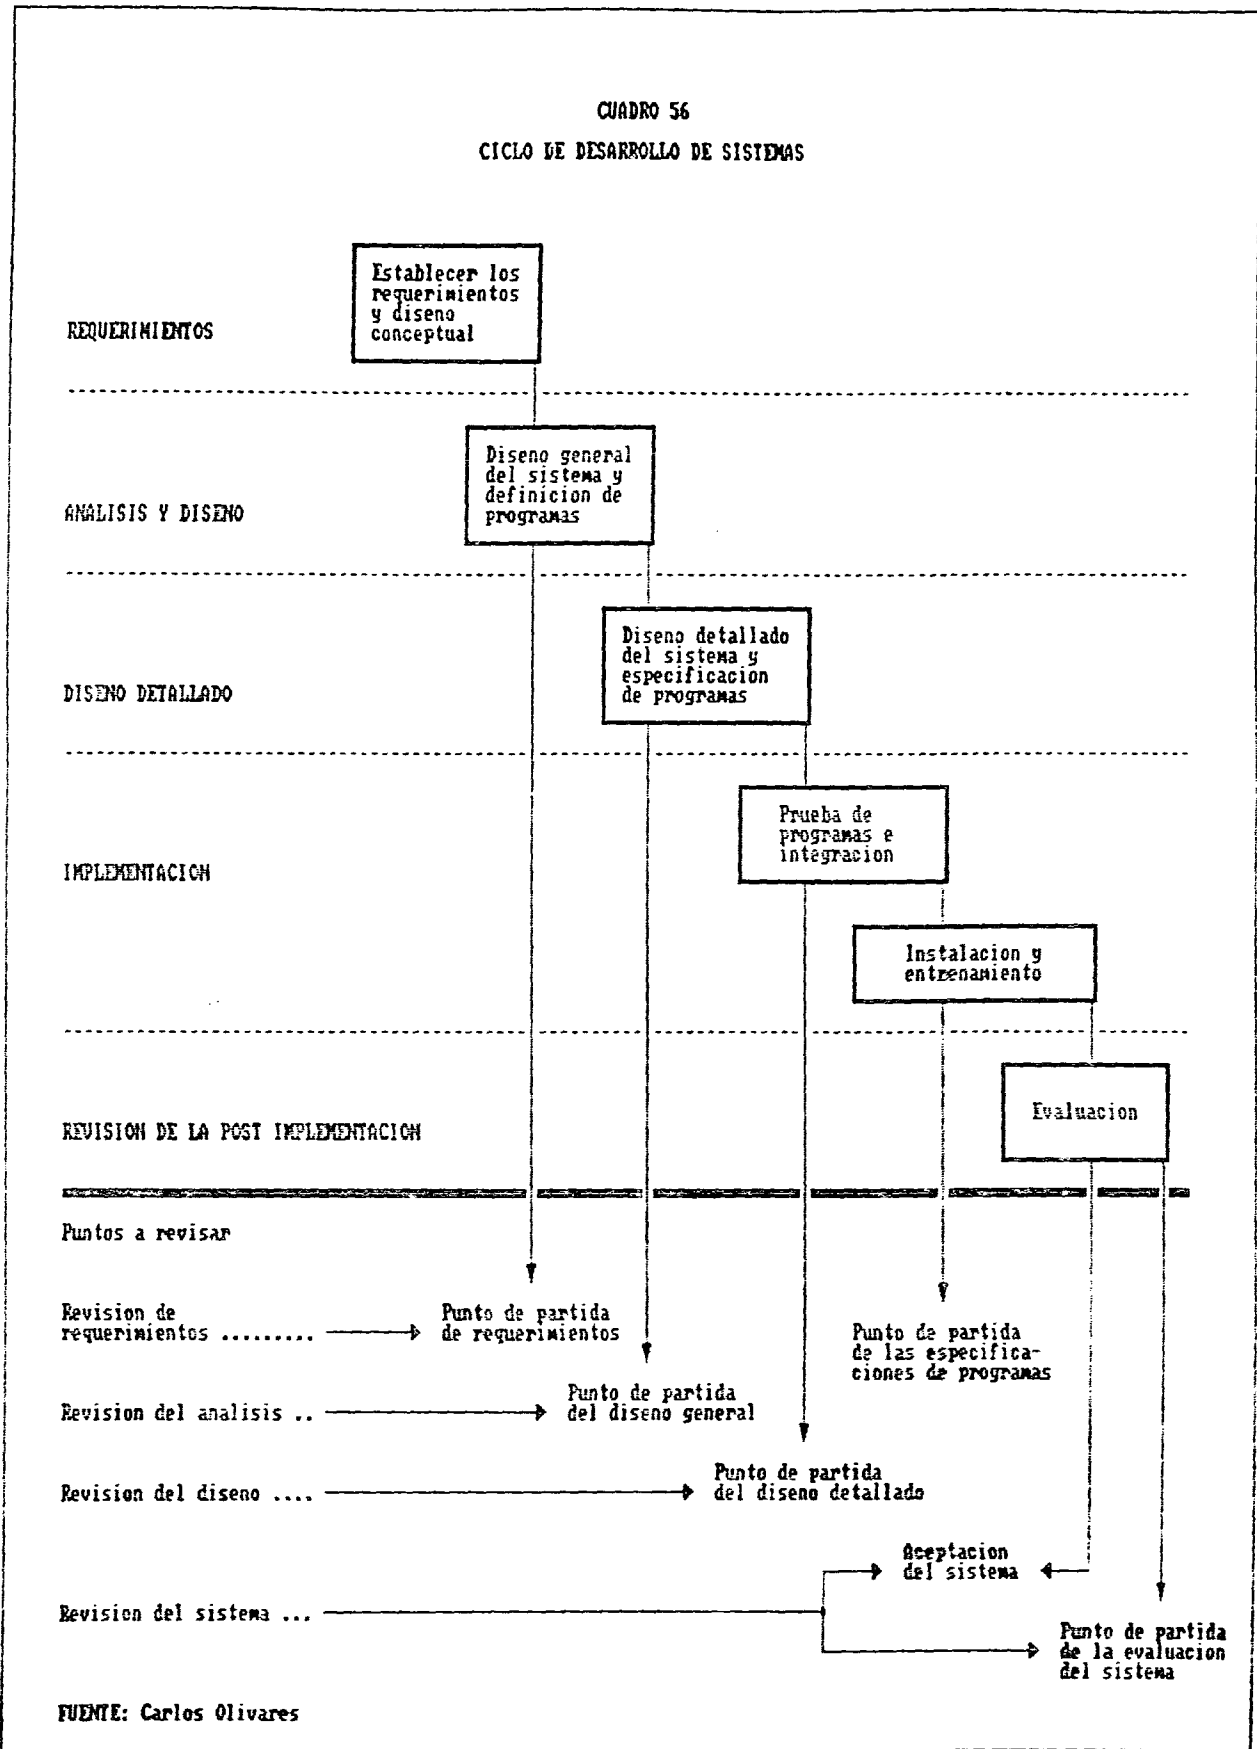 CUADRO 56
CICLO DE DESARROLLO DE SISTEMAS
Establecer los
requerimientos
y diseno
conceptual
REQUERIMIENTOS
Diseno general
del sistema y
definicion de
programas
ANALISIS Y DISENO
Diseno detallado
del sistema y
especificacion
de programas
DISENO DETALLADO
Prueba de
programas e
integracion
IMPLEMENTACION
Instalacion y
entrenamiento
Evaluacion
REVISION DE LA POST IMPLEMENTACION
Puntos a revisar
Revision de
requerimientos .........
Punto de partida
de requerimientos
Punto de partida
de las especifica-
ciones de programas
Revision del analisis ..
Punto de partida
del diseno general
Revision del diseno ....
Punto de partida
del diseno detallado
Aceptacion
del sistema
Revision del sistema ...
Punto de partida
de la evaluacion
del sistema
FUENTE: Carlos Olivares